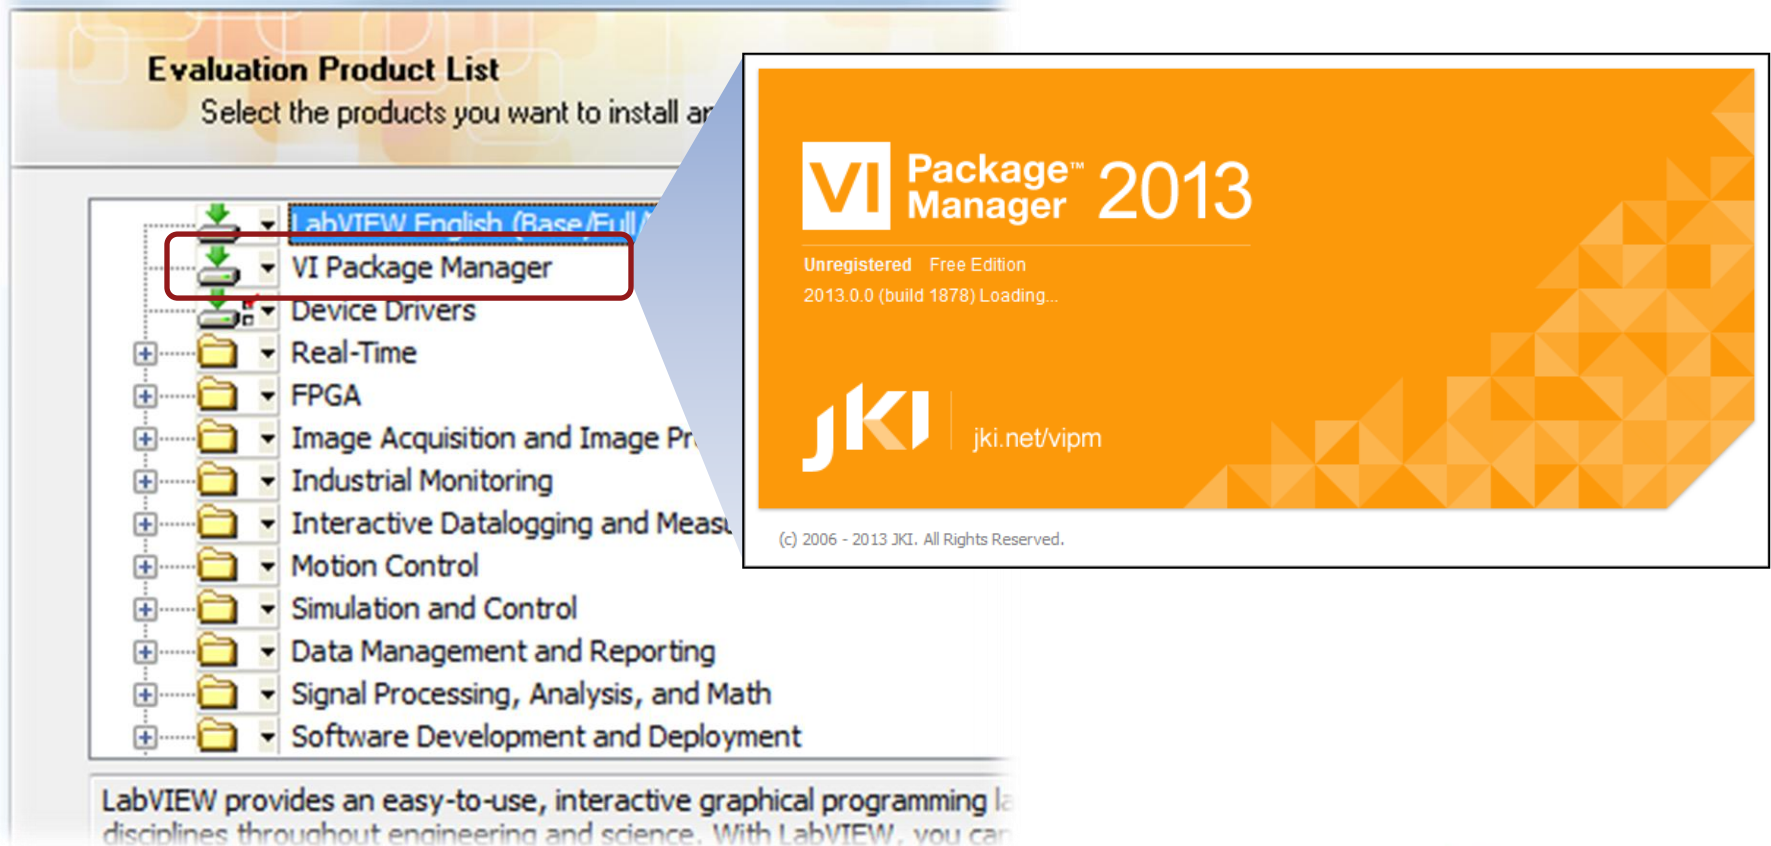 Evaluation Product List
Select the products you want to install
LabVIEW English (Base/Full/
VI Package Manager
Device Drivers
Real-Time
FPGA
Image Acquisition and Image
Industrial Monitoring
Interactive Datalogging and
Motion Control
Simulation and Control
Data Management and Reporting
Signal Processing, Analysis, and Math
Software Development and Deployment
LabVIEW provides an easy-to-use, interactive graphical programming
disciplines throughout engineering and science. With LabVIEW, you can
VI Package™ Manager 2013
Unregistered Free Edition
2013.0.0 (build 1878) Loading...
JKI jki.net/vipm
(c) 2006 - 2013 JKI. All Rights Reserved.